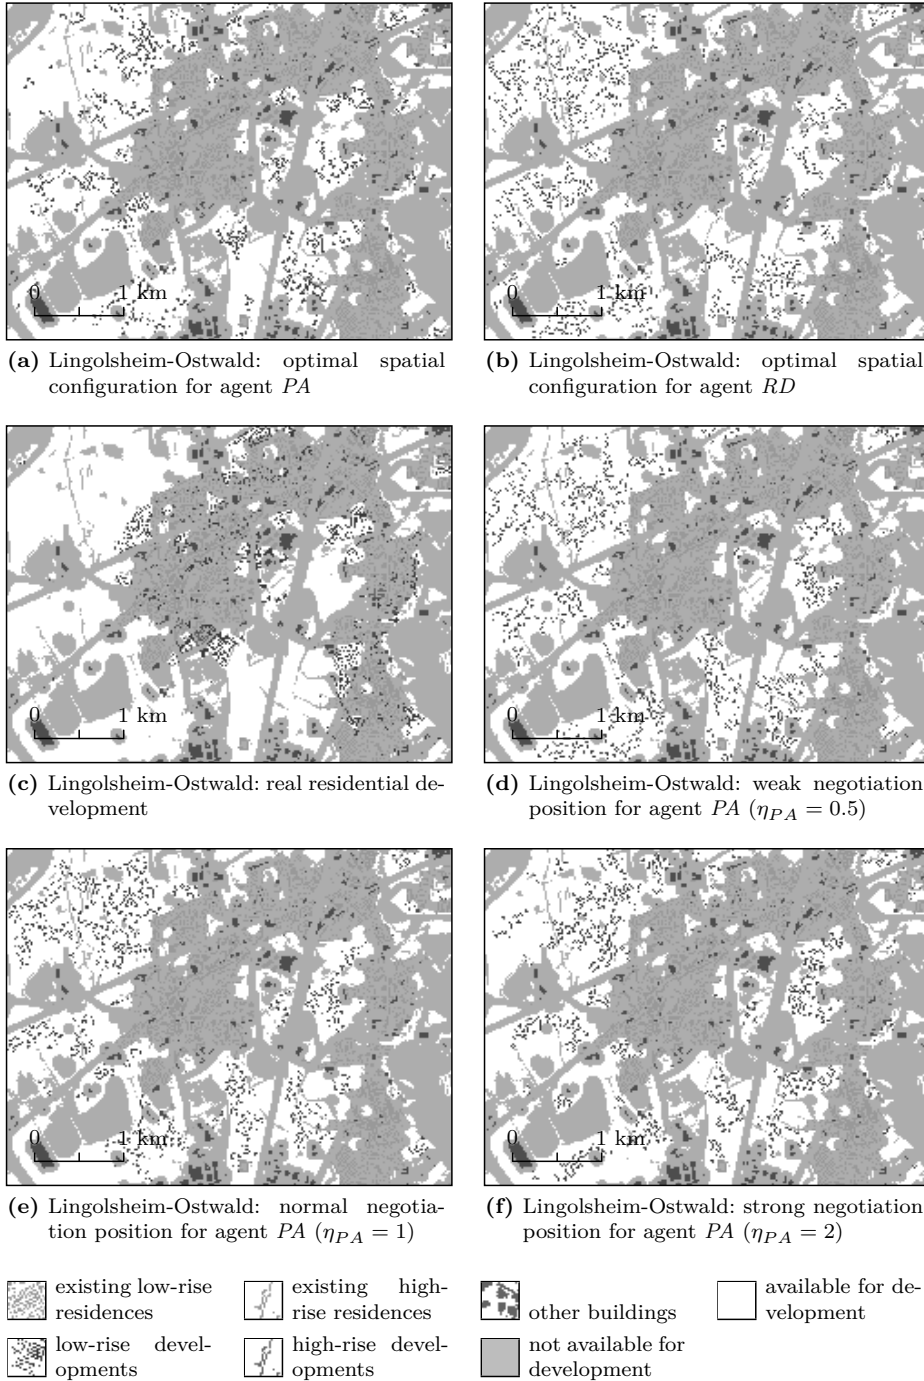 0 1 km
0 1 km
(a) Lingolsheim-Ostwald: optimal spatial
configuration for agent PA
(b) Lingolsheim-Ostwald: optimal spatial
configuration for agent RD
0 1 km
0 1 km
(c) Lingolsheim-Ostwald: real residential de-
velopment
(d) Lingolsheim-Ostwald: weak negotiation
position for agent PA (ηPA = 0.5)
0 1 km
0 1 km
(e) Lingolsheim-Ostwald: normal negotia-
tion position for agent PA (ηPA = 1)
(f) Lingolsheim-Ostwald: strong negotiation
position for agent PA (ηPA = 2)
existing low-rise
residences
existing high-
rise residences
other buildings
available for de-
velopment
low-rise devel-
opments
high-rise devel-
opments
not available for
development